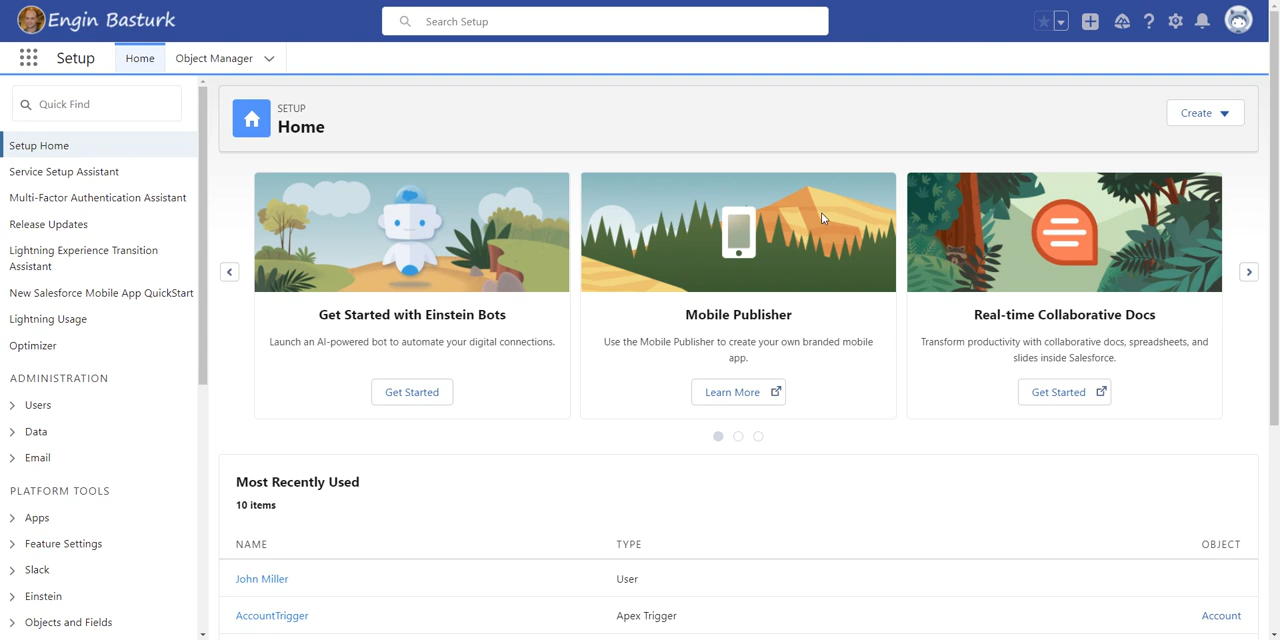 Engin Basturk
Search Setup
Setup
Home
Object Manager
Quick Find
Setup Home
Service Setup Assistant
Multi-Factor Authentication Assistant
Release Updates
Lightning Experience Transition
Assistant
New Salesforce Mobile App QuickStart
Lightning Usage
Optimizer
ADMINISTRATION
Users
Data
Email
PLATFORM TOOLS
Apps
Feature Settings
Slack
Einstein
Objects and Fields
SETUP
Home
Create
Get Started with Einstein Bots
Launch an AI-powered bot to automate your digital connections.
Get Started
Mobile Publisher
Use the Mobile Publisher to create your own branded mobile
app.
Learn More
Real-time Collaborative Docs
Transform productivity with collaborative docs, spreadsheets, and
slides inside Salesforce.
Get Started
Most Recently Used
10 items
NAME TYPE OBJECT
John Miller User
AccountTrigger Apex Trigger Account